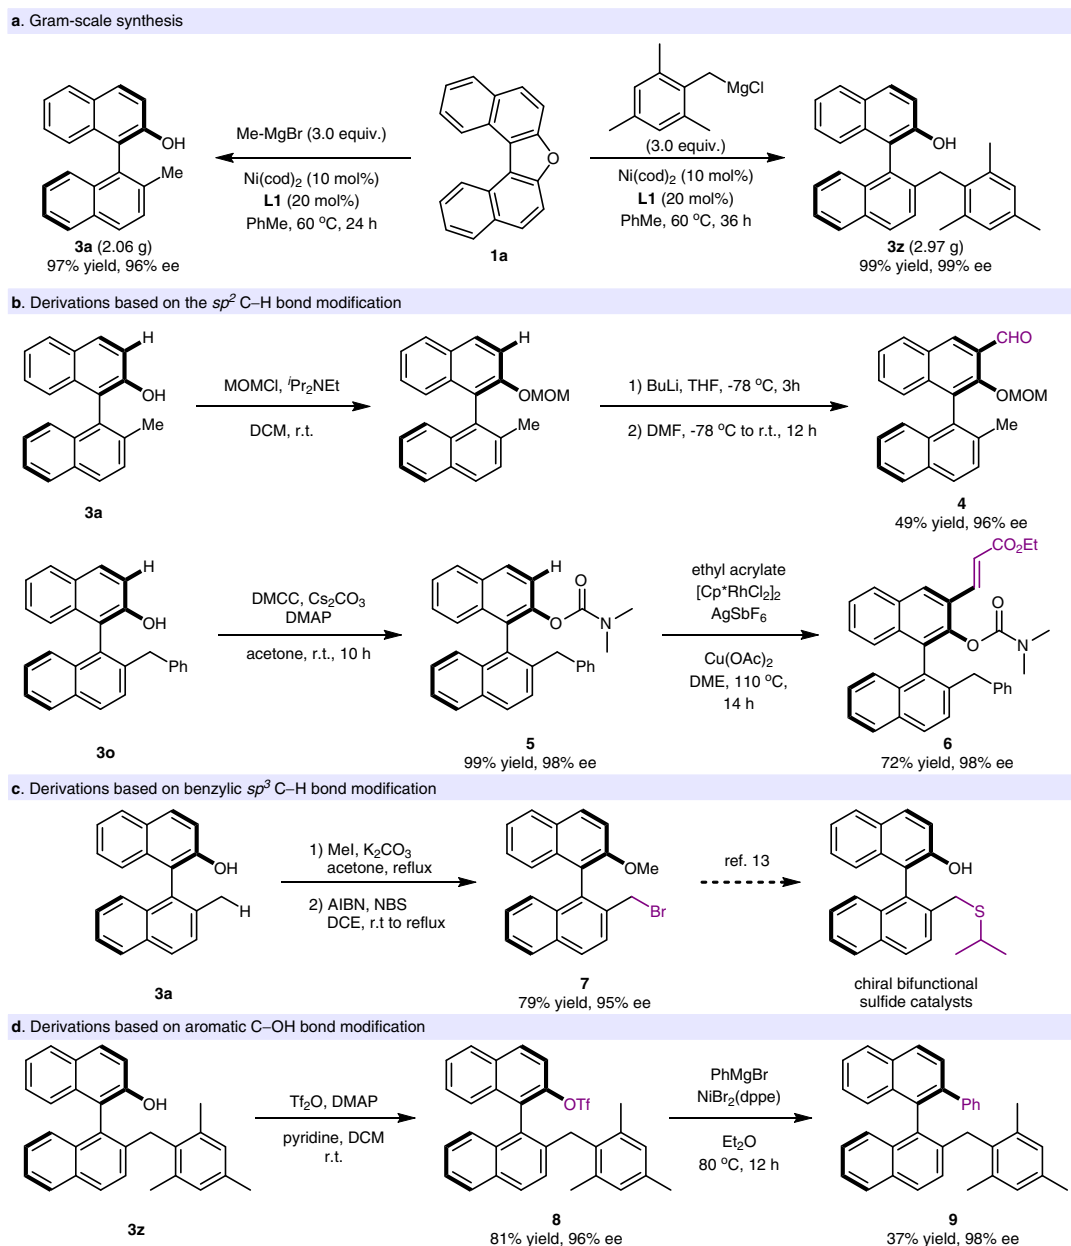 a. Gram-scale synthesis
OH
Me
3a (2.06 g)
97% yield, 96% ee
Me-MgBr (3.0 equiv.)
Ni(cod)2 (10 mol%)
L1 (20 mol%)
PhMe, 60 °C, 24 h
O
1a
MgCl
(3.0 equiv.)
Ni(cod)2 (10 mol%)
L1 (20 mol%)
PhMe, 60 °C, 36 h
OH
3z (2.97 g)
99% yield, 99% ee
b. Derivations based on the sp2 C–H bond modification
H
OH
Me
3a
MOMCl, iPr2NEt
DCM, r.t.
H
OMOM
Me
1) BuLi, THF, -78 °C, 3h
2) DMF, -78 °C to r.t., 12 h
CHO
OMOM
Me
4
49% yield, 96% ee
H
OH
Ph
3o
DMCC, Cs2CO3
DMAP
acetone, r.t., 10 h
H
O
O
N
Ph
5
99% yield, 98% ee
ethyl acrylate
[Cp*RhCl2]2
AgSbF6
Cu(OAc)2
DME, 110 °C,
14 h
CO2Et
O
O
N
Ph
6
72% yield, 98% ee
c. Derivations based on benzylic sp3 C–H bond modification
OH
H
3a
1) MeI, K2CO3
acetone, reflux
2) AIBN, NBS
DCE, r.t to reflux
OMe
Br
7
79% yield, 95% ee
ref. 13
OH
S
chiral bifunctional
sulfide catalysts
d. Derivations based on aromatic C–OH bond modification
OH
3z
Tf2O, DMAP
pyridine, DCM
r.t.
OTf
8
81% yield, 96% ee
PhMgBr
NiBr2(dppe)
Et2O
80 °C, 12 h
Ph
9
37% yield, 98% ee